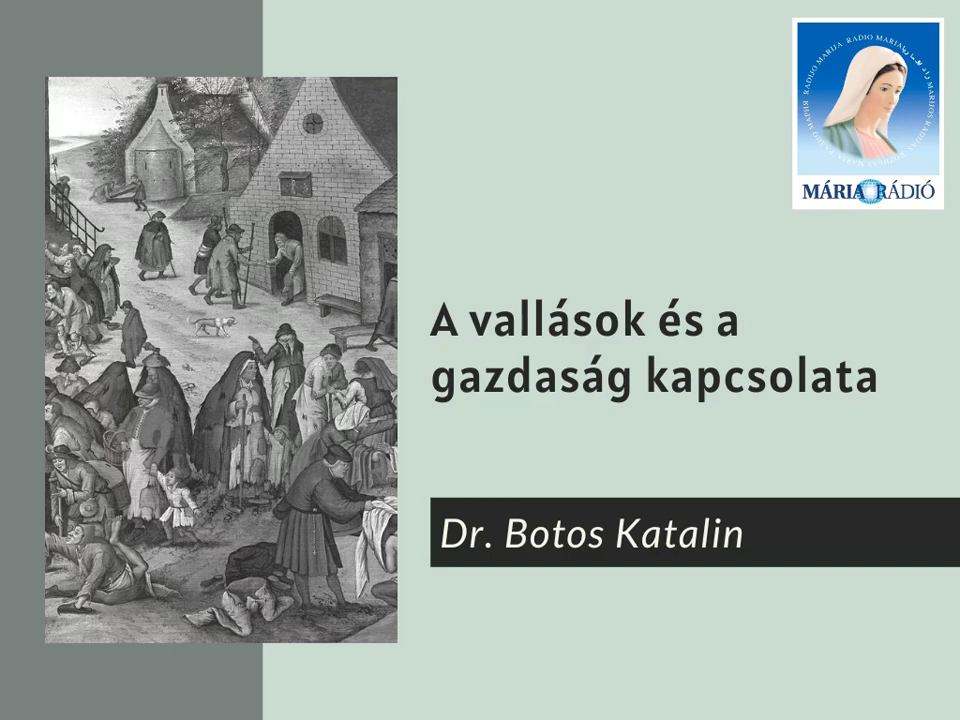 MÁRIA RÁDIÓ
A vallások és a
gazdaság kapcsolata
Dr. Botos Katalin